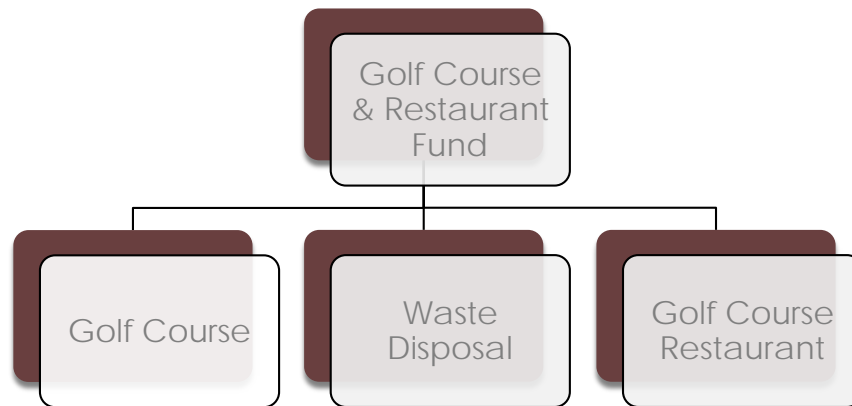 Golf Course
& Restaurant
Fund
Golf Course
Waste
Disposal
Golf Course
Restaurant